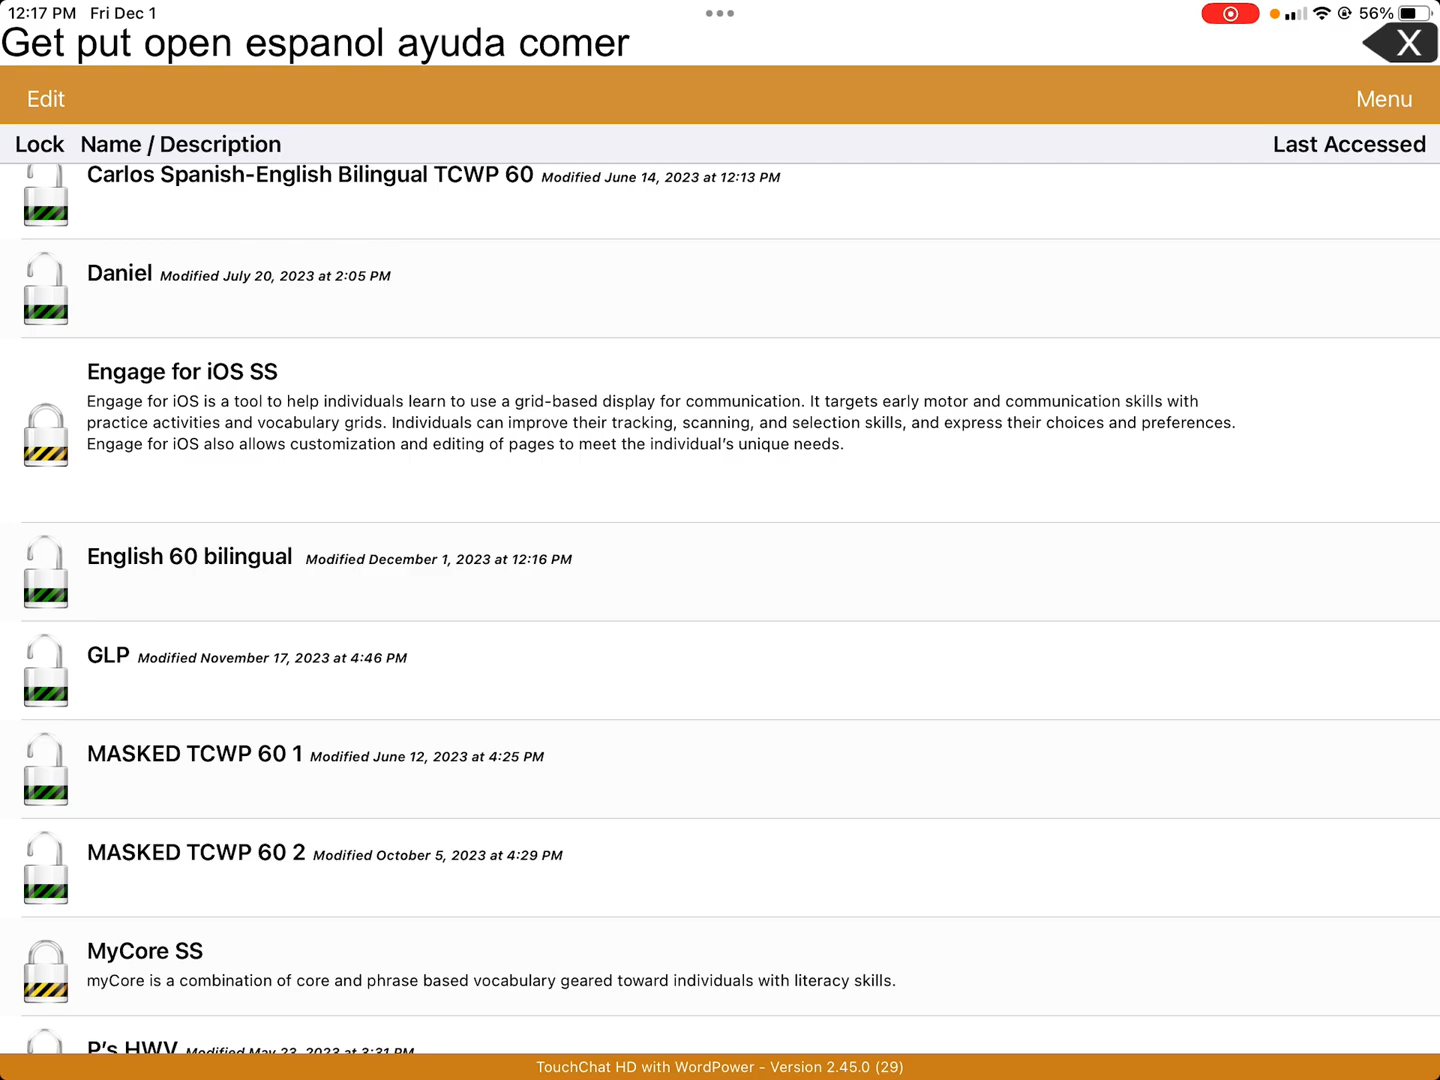 12:17 PM Fri Dec 1 56%
Get put open espanol ayuda comer X
Edit Menu
Lock Name / Description Last Accessed
Carlos Spanish-English Bilingual TCWP 60 Modified June 14, 2023 at 12:13 PM
Daniel Modified July 20, 2023 at 2:05 PM
Engage for iOS SS
Engage for iOS is a tool to help individuals learn to use a grid-based display for communication. It targets early motor and communication skills with
practice activities and vocabulary grids. Individuals can improve their tracking, scanning, and selection skills, and express their choices and preferences.
Engage for iOS also allows customization and editing of pages to meet the individual's unique needs.
English 60 bilingual Modified December 1, 2023 at 12:16 PM
GLP Modified November 17, 2023 at 4:46 PM
MASKED TCWP 60 1 Modified June 12, 2023 at 4:25 PM
MASKED TCWP 60 2 Modified October 5, 2023 at 4:29 PM
MyCore SS
myCore is a combination of core and phrase based vocabulary geared toward individuals with literacy skills.
P's HWV Modified May 23, 2023 at 3:31 PM
TouchChat HD with WordPower - Version 2.45.0 (29)